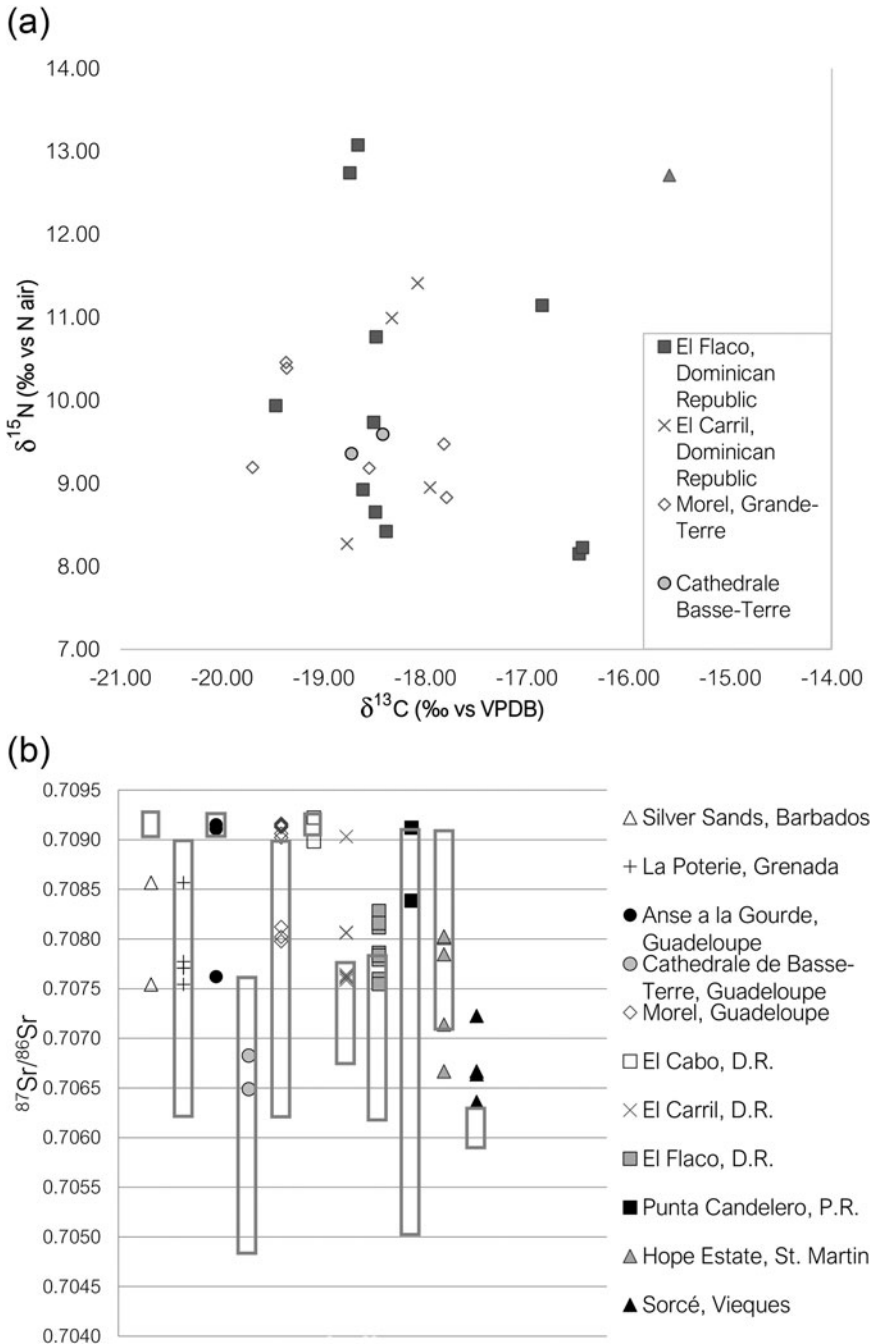 (a)
14.00
13.00
12.00
11.00
10.00
9.00
8.00
7.00
δ15N (‰ vs N air)
-21.00 -20.00 -19.00 -18.00 -17.00 -16.00 -15.00 -14.00
δ13C (‰ vs VPDB)
El Flaco,
Dominican
Republic
El Carril,
Dominican
Republic
Morel, Grande-
Terre
Cathedrale
Basse-Terre
(b)
0.7095
0.7090
0.7085
0.7080
0.7075
0.7070
0.7065
0.7060
0.7055
0.7050
0.7045
0.7040
87Sr/86Sr
Silver Sands, Barbados
La Poterie, Grenada
Anse a la Gourde,
Guadeloupe
Cathedrale de Basse-
Terre, Guadeloupe
Morel, Guadeloupe
El Cabo, D.R.
El Carril, D.R.
El Flaco, D.R.
Punta Candelero, P.R.
Hope Estate, St. Martin
Sorcé, Vieques